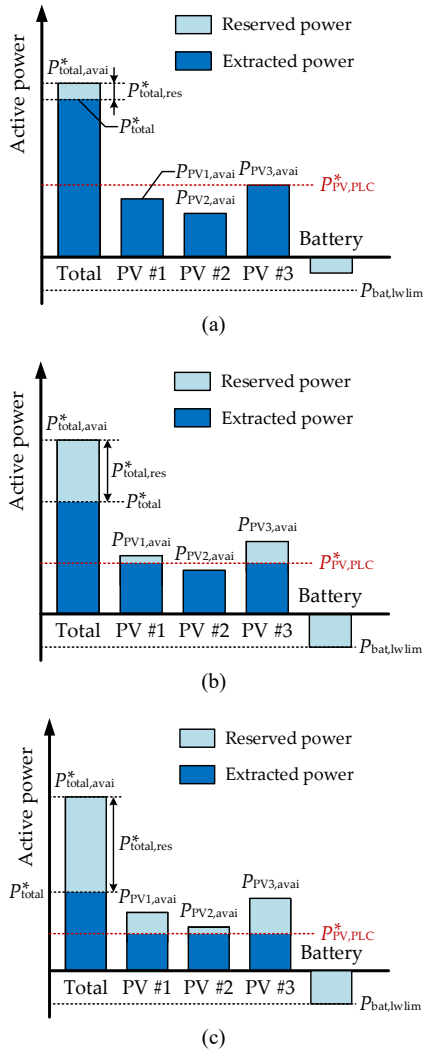 Active power
Reserved power
Extracted power
P*total,avai
P*total,res
P*total
PPV1,avai
PPV2,avai
PPV3,avai
P*PV,PLC
Battery
Total
PV #1
PV #2
PV #3
Pbat,lwlim
(a)
Active power
Reserved power
Extracted power
P*total,avai
P*total,res
P*total
PPV1,avai
PPV2,avai
PPV3,avai
P*PV,PLC
Battery
Total
PV #1
PV #2
PV #3
Pbat,lwlim
(b)
Active power
Reserved power
Extracted power
P*total,avai
P*total,res
P*total
PPV1,avai
PPV2,avai
PPV3,avai
P*PV,PLC
Battery
Total
PV #1
PV #2
PV #3
Pbat,lwlim
(c)